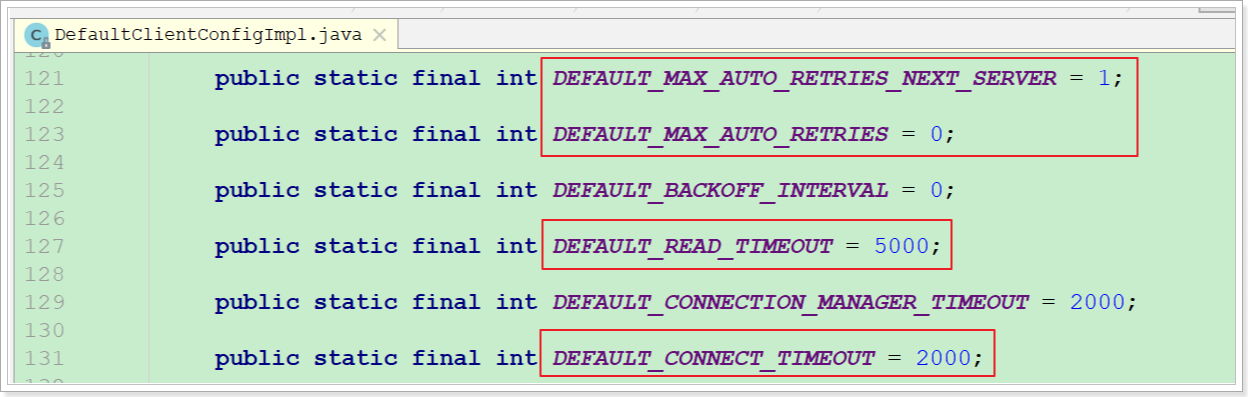 C DefaultClientConfigImpl.java ×
120
121 public static final int DEFAULT_MAX_AUTO_RETRIES_NEXT_SERVER = 1;
122
123 public static final int DEFAULT_MAX_AUTO_RETRIES = 0;
124
125 public static final int DEFAULT_BACKOFF_INTERVAL = 0;
126
127 public static final int DEFAULT_READ_TIMEOUT = 5000;
128
129 public static final int DEFAULT_CONNECTION_MANAGER_TIMEOUT = 2000;
130
131 public static final int DEFAULT_CONNECT_TIMEOUT = 2000;